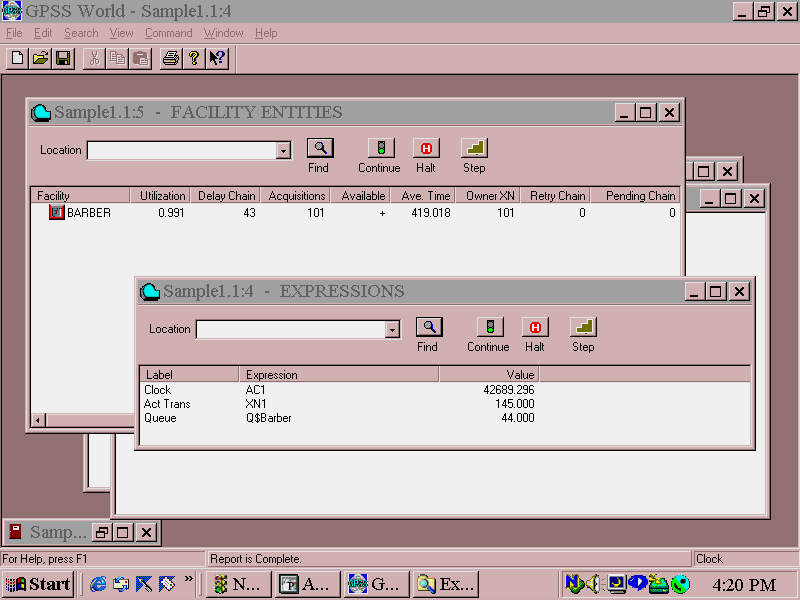 GPSS World - Sample1.1:4
File Edit Search View Command Window Help
Sample1.1:5 - FACILITY ENTITIES
Location Find Continue Halt Step
Facility Utilization Delay Chain Acquisitions Available Ave. Time Owner XN Retry Chain Pending Chain
BARBER 0.991 43 101 + 419.018 101 0 0
Sample1.1:4 - EXPRESSIONS
Location Find Continue Halt Step
Label Expression Value
Clock AC1 42689.296
Act Trans XN1 145.000
Queue Q$Barber 44.000
Samp...
For Help, press F1 Report is Complete. Clock
Start » N... A... G... Ex... 4:20 PM